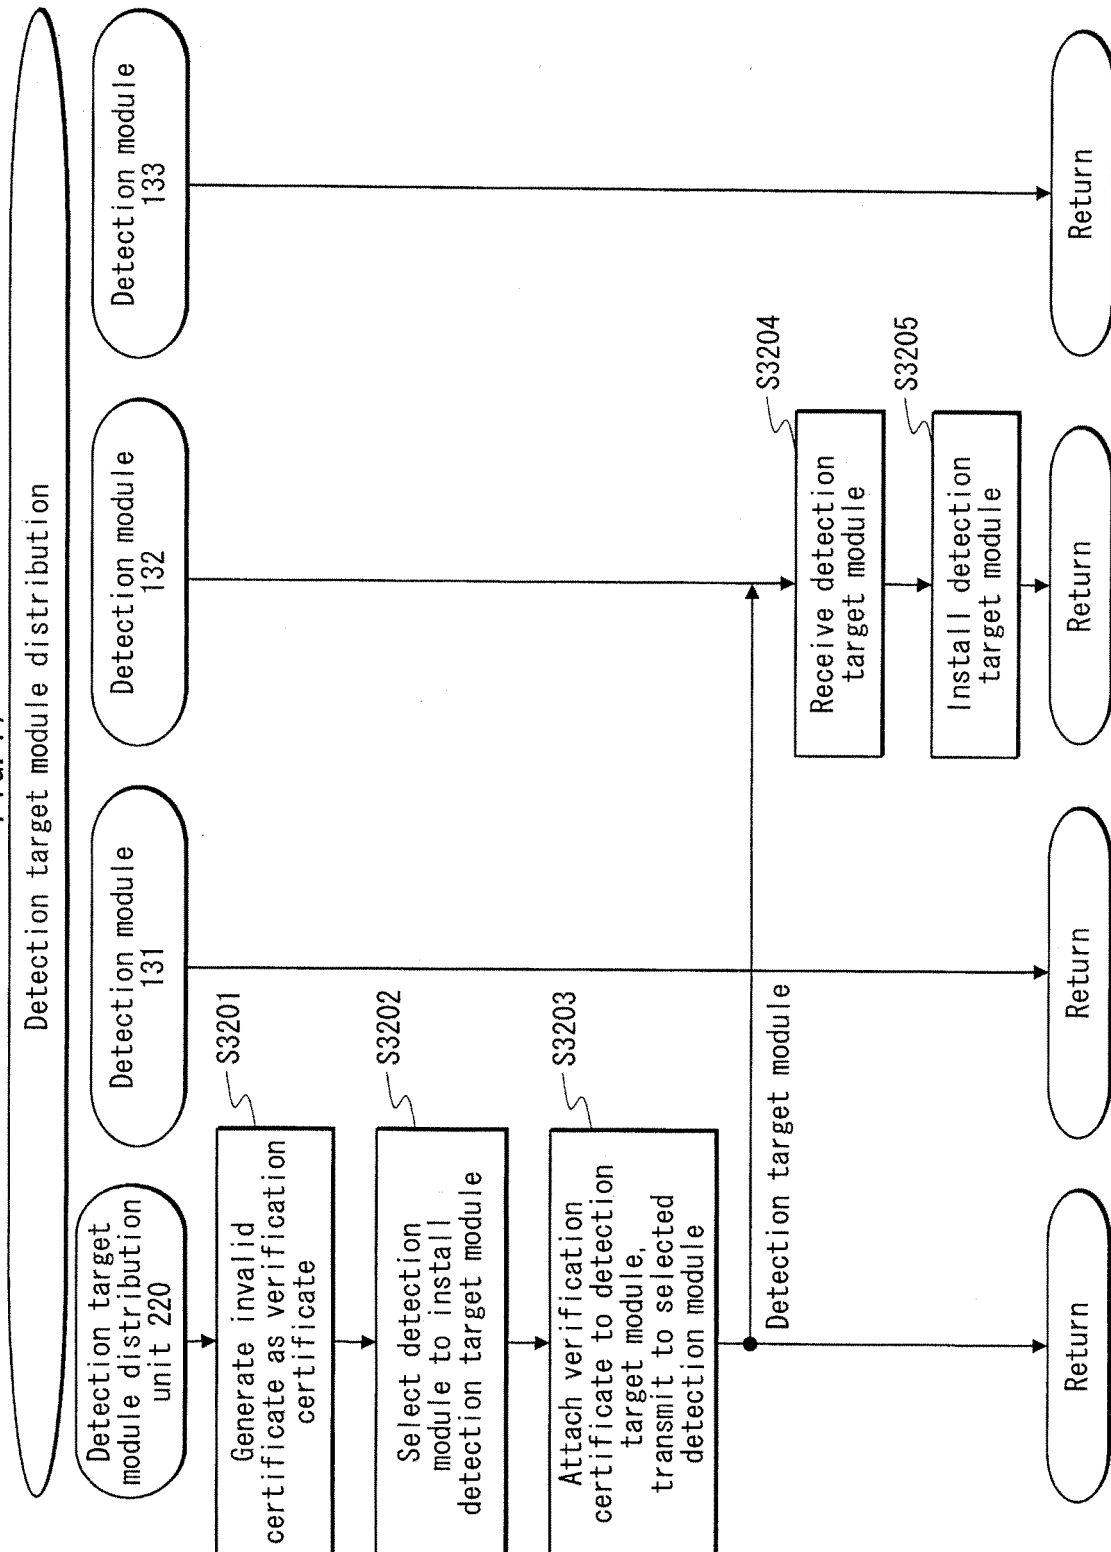 Detection target module distribution
Detection target
module distribution
unit 220
Detection module
131
Detection module
132
Detection module
133
Generate invalid
certificate as verification
certificate
S3201
Select detection
module to install
detection target module
S3202
Attach verification
certificate to detection
target module,
transmit to selected
detection module
S3203
Detection target module
Receive detection
target module
S3204
Install detection
target module
S3205
Return
Return
Return
Return